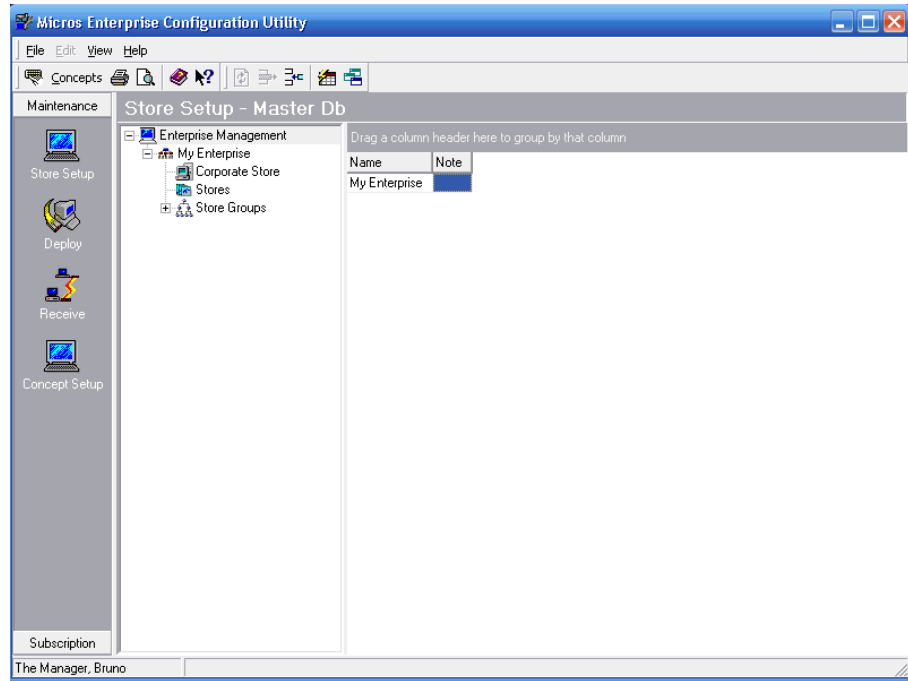 Micros Enterprise Configuration Utility
File Edit View Help
Concepts
Maintenance
Store Setup - Master Db
Store Setup
Deploy
Receive
Concept Setup
Subscription
Enterprise Management
My Enterprise
Corporate Store
Stores
Store Groups
Drag a column header here to group by that column
Name Note
My Enterprise
The Manager, Bruno